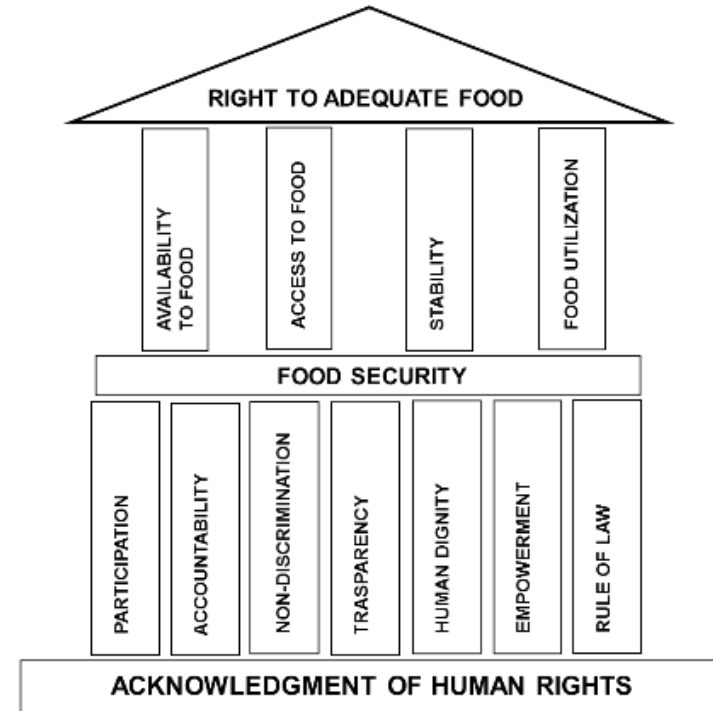 RIGHT TO ADEQUATE FOOD
AVAILABILITY
TO FOOD
ACCESS TO FOOD
STABILITY
FOOD UTILIZATION
FOOD SECURITY
PARTICIPATION
ACCOUNTABILITY
NON-DISCRIMINATION
TRASPARENCY
HUMAN DIGNITY
EMPOWERMENT
RULE OF LAW
ACKNOWLEDGMENT OF HUMAN RIGHTS